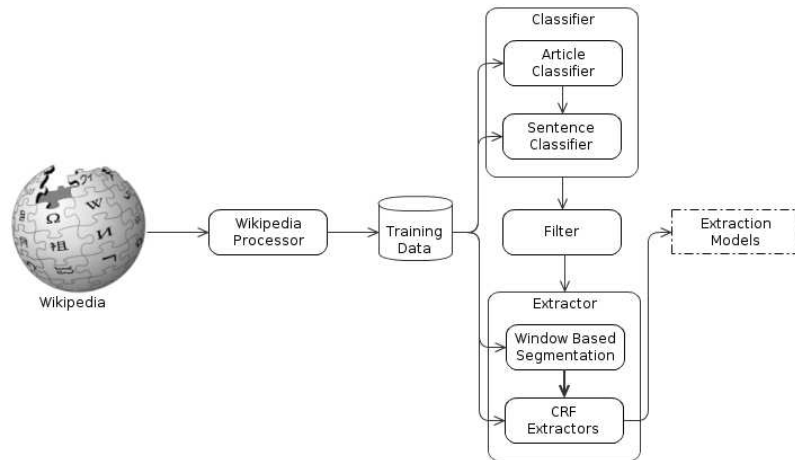 Classifier
Article
Classifier
Sentence
Classifier
Wikipedia
Processor
Training
Data
Filter
Extraction
Models
Wikipedia
Extractor
Window Based
Segmentation
CRF
Extractors